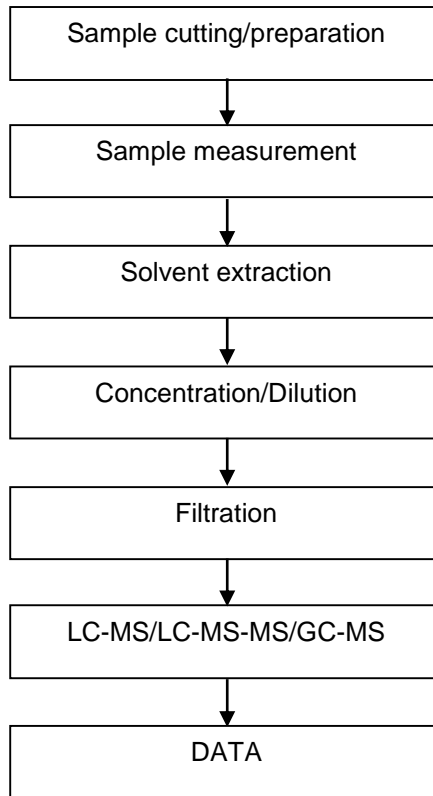 Sample cutting/preparation
Sample measurement
Solvent extraction
Concentration/Dilution
Filtration
LC-MS/LC-MS-MS/GC-MS
DATA